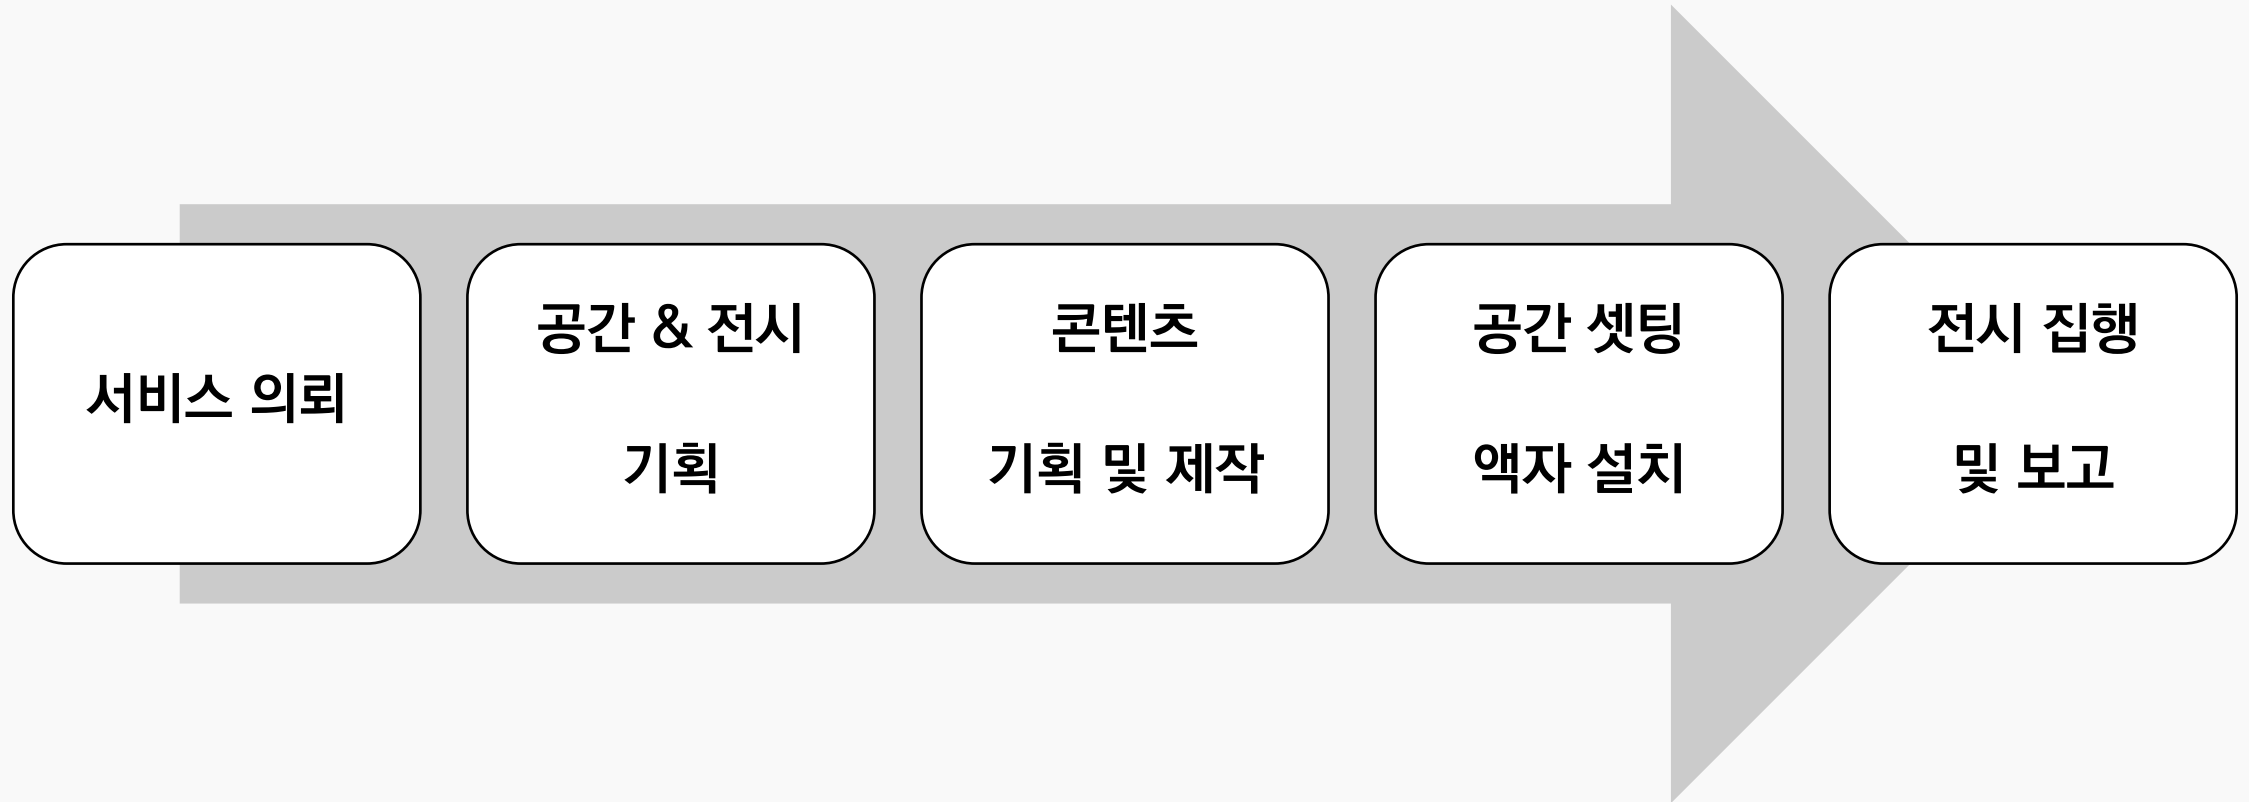 서비스 의뢰
공간 & 전시
기획
콘텐츠
기획 및 제작
공간 셋팅
액자 설치
전시 집행
및 보고